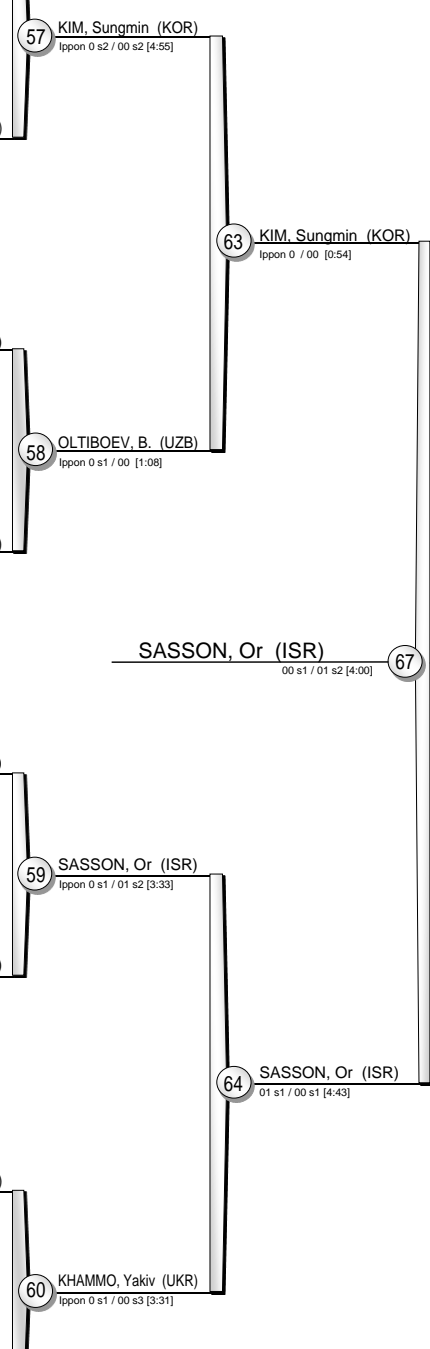 57 KIM, Sungmin (KOR)
Ippon 0 s2 / 00 s2 [4:55]
63 KIM, Sungmin (KOR)
Ippon 0 / 00 [0:54]
58 OLTIBOEV, B. (UZB)
Ippon 0 s1 / 00 [1:08]
SASSON, Or (ISR) 67
00 s1 / 01 s2 [4:00]
59 SASSON, Or (ISR)
Ippon 0 s1 / 01 s2 [3:33]
64 SASSON, Or (ISR)
01 s1 / 00 s1 [4:43]
60 KHAMMO, Yakiv (UKR)
Ippon 0 s1 / 00 s3 [3:31]